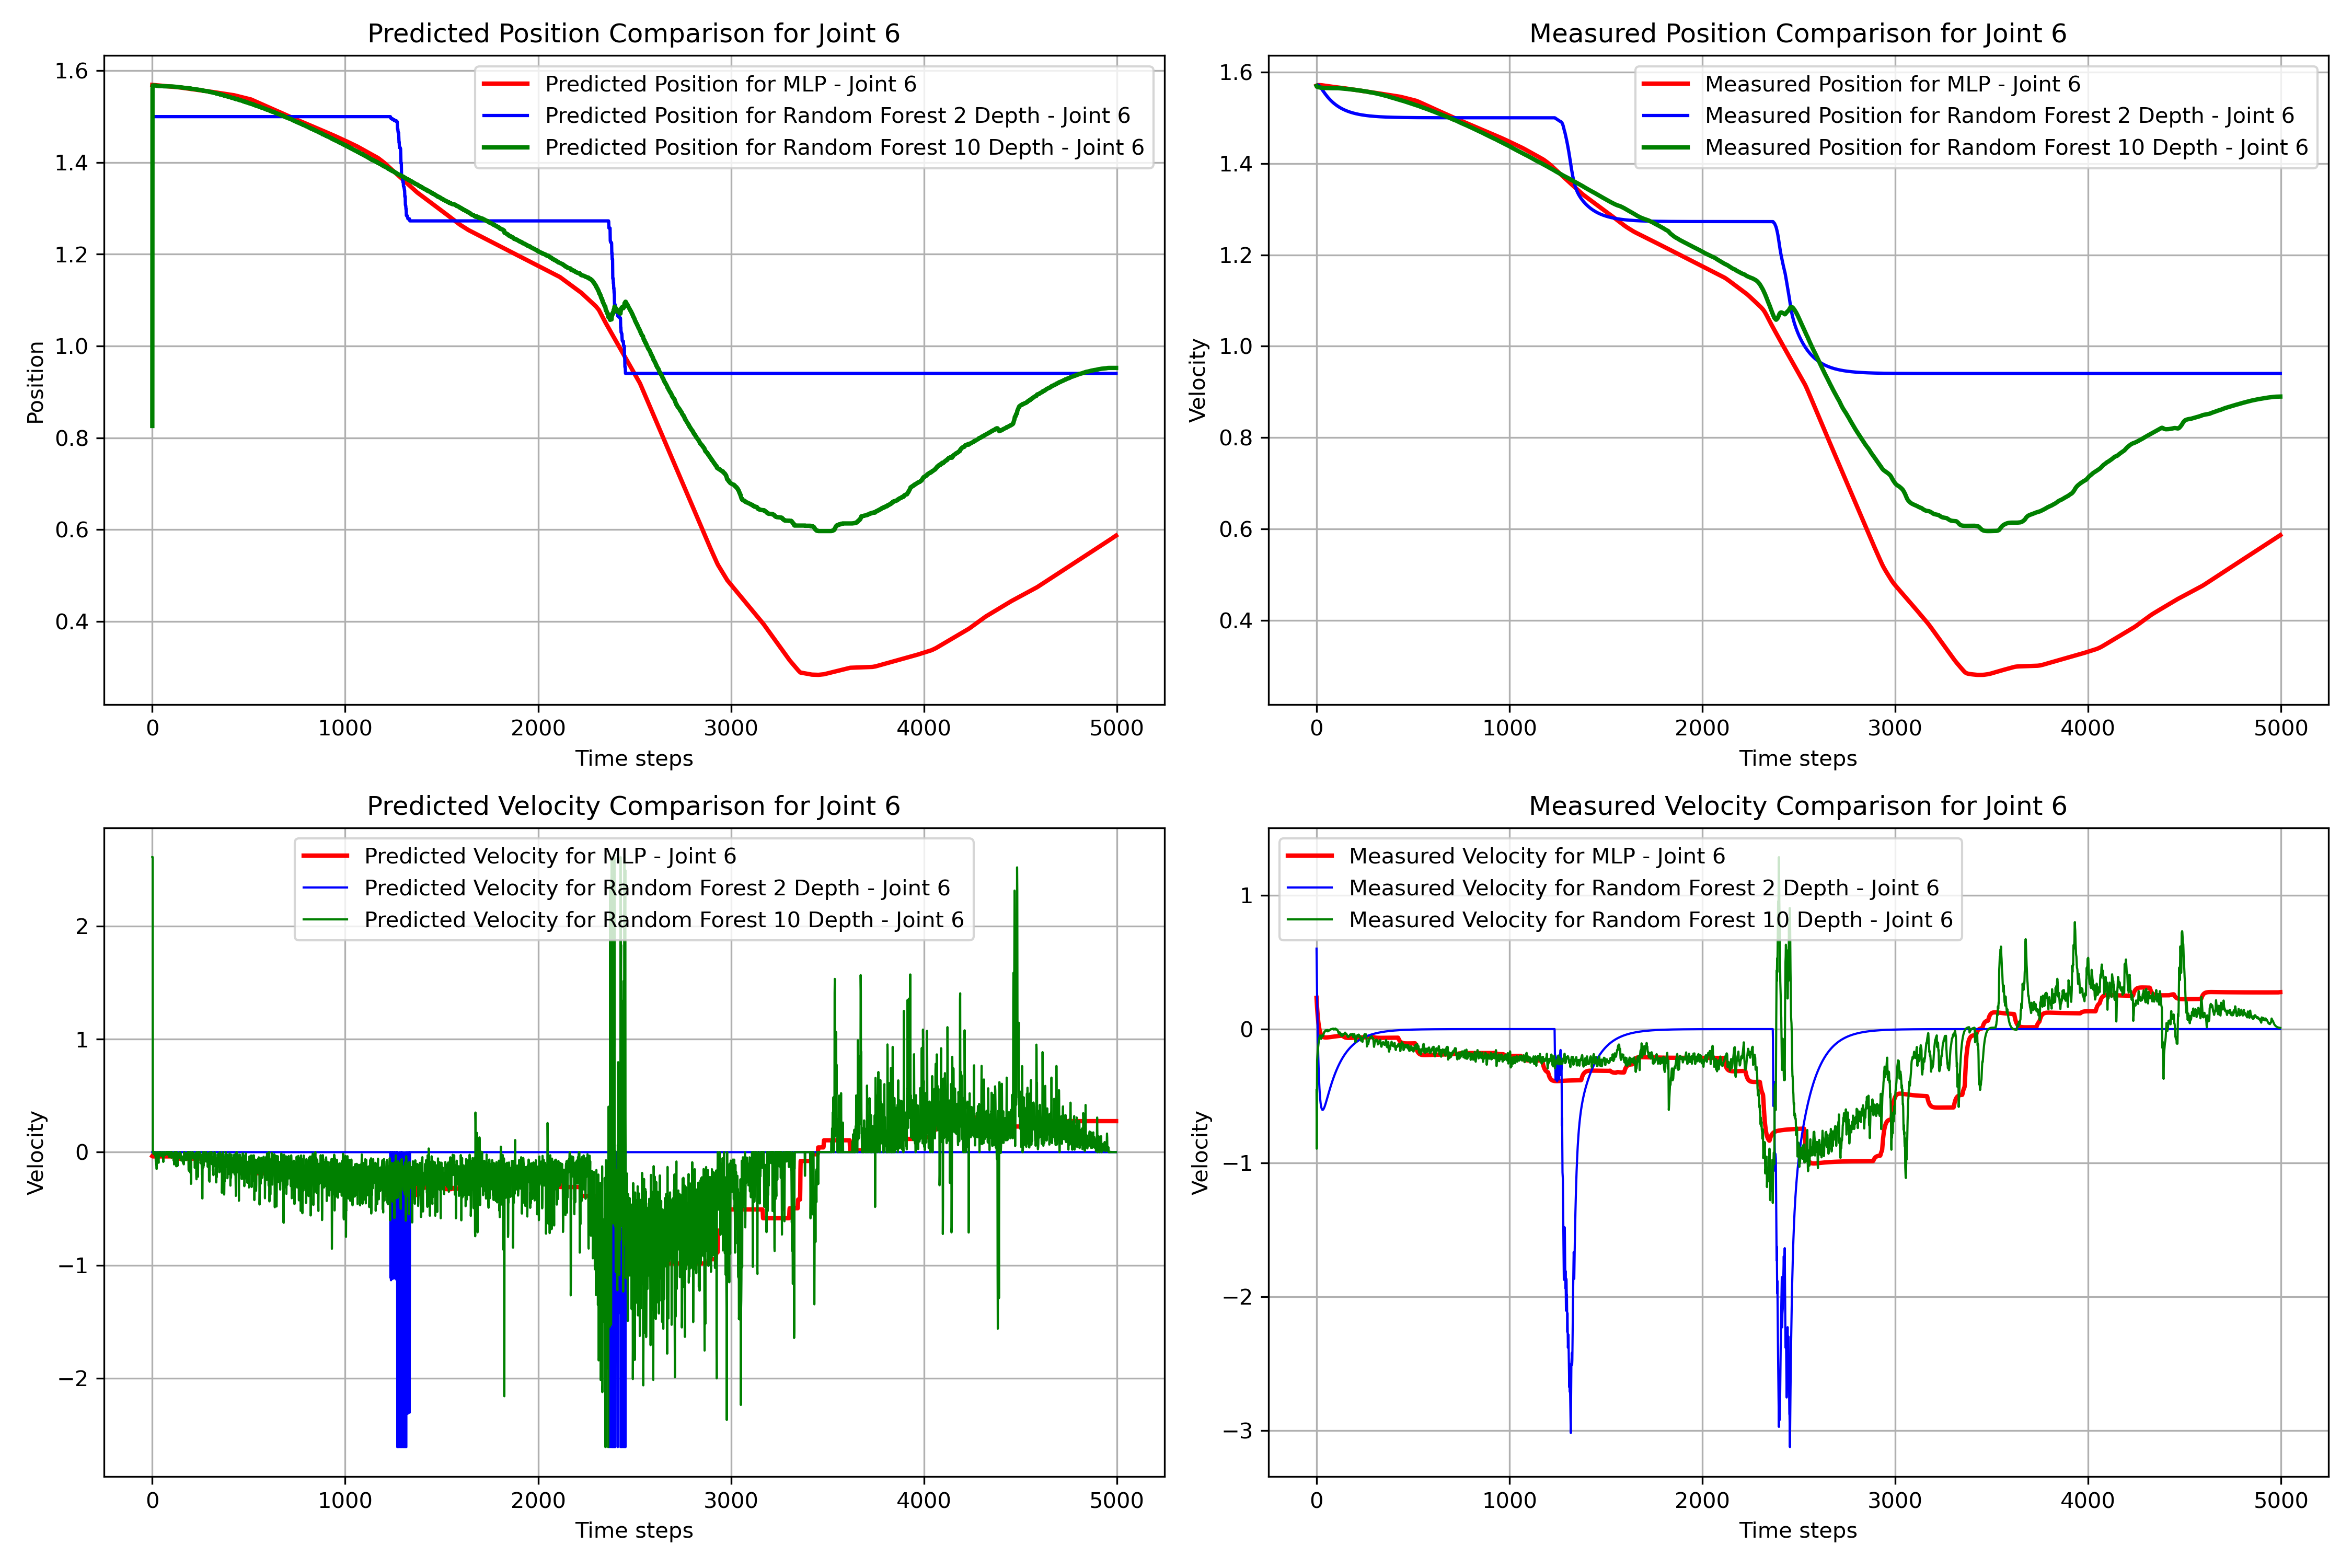 Predicted Position Comparison for Joint 6
Predicted Position for MLP - Joint 6
Predicted Position for Random Forest 2 Depth - Joint 6
Predicted Position for Random Forest 10 Depth - Joint 6
Position
1.6
1.4
1.2
1.0
0.8
0.6
0.4
0 1000 2000 3000 4000 5000
Time steps
Measured Position Comparison for Joint 6
Measured Position for MLP - Joint 6
Measured Position for Random Forest 2 Depth - Joint 6
Measured Position for Random Forest 10 Depth - Joint 6
Velocity
1.6
1.4
1.2
1.0
0.8
0.6
0.4
0 1000 2000 3000 4000 5000
Time steps
Predicted Velocity Comparison for Joint 6
Predicted Velocity for MLP - Joint 6
Predicted Velocity for Random Forest 2 Depth - Joint 6
Predicted Velocity for Random Forest 10 Depth - Joint 6
Velocity
2
1
0
−1
−2
0 1000 2000 3000 4000 5000
Time steps
Measured Velocity Comparison for Joint 6
Measured Velocity for MLP - Joint 6
Measured Velocity for Random Forest 2 Depth - Joint 6
Measured Velocity for Random Forest 10 Depth - Joint 6
Velocity
1
0
−1
−2
−3
0 1000 2000 3000 4000 5000
Time steps